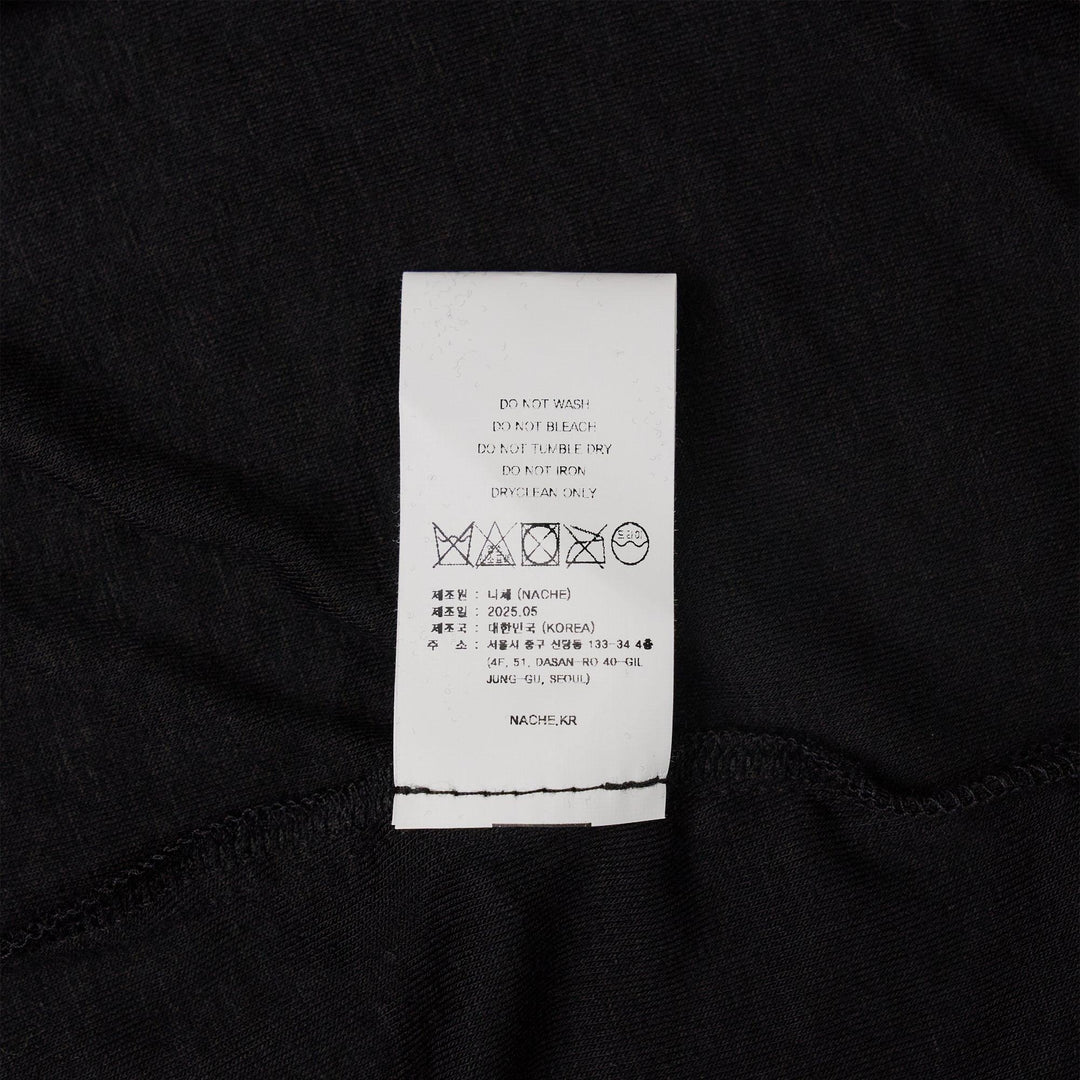 DO NOT WASH
DO NOT BLEACH
DO NOT TUMBLE DRY
DO NOT IRON
DRYCLEAN ONLY
드라이
제조원 : 니체 (NACHE)
제조일 : 2025.05
제조국 : 대한민국 (KOREA)
주 소 : 서울시 중구 신당동 133-34 4층
(4F, 51, DASAN-RO 40-GIL
JUNG-GU, SEOUL)
NACHE.KR